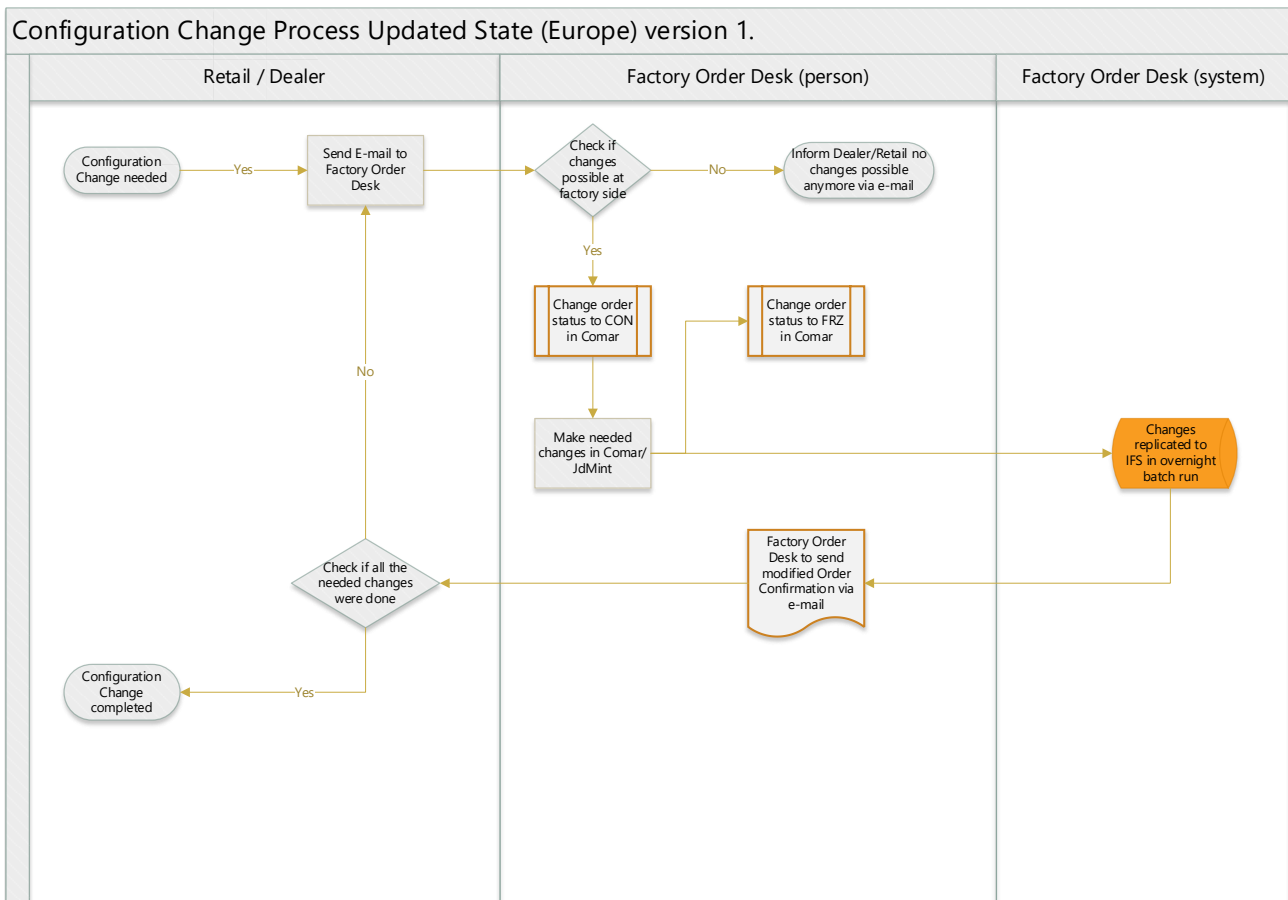 Configuration Change Process Updated State (Europe) version 1.
Retail / Dealer
Factory Order Desk (person)
Factory Order Desk (system)
Configuration
Change needed
Yes
Send E-mail to
Factory Order
Desk
Check if
changes
possible at
factory side
No
Inform Dealer/Retail no
changes possible
anymore via e-mail
Yes
Change order
status to CON
in Comar
Change order
status to FRZ
in Comar
No
Make needed
changes in Comar/
JdMint
Changes
replicated to
IFS in overnight
batch run
Factory Order
Desk to send
modified Order
Confirmation via
e-mail
Check if all the
needed changes
were done
Configuration
Change
completed
Yes